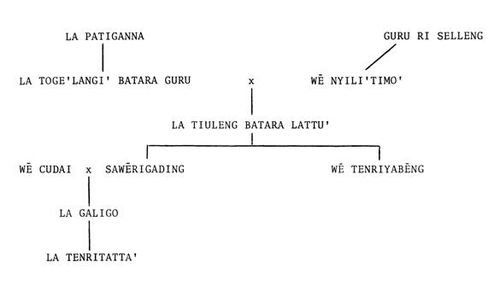 LA PATIGANNA GURU RI SELLENG
LA TOGE'LANGI' BATARA GURU x WĒ NYILI'TIMO'
LA TIULENG BATARA LATTU'
WĒ CUDAI x SAWĒRIGADING WĒ TENRIYABĒNG
LA GALIGO
LA TENRITATTA'